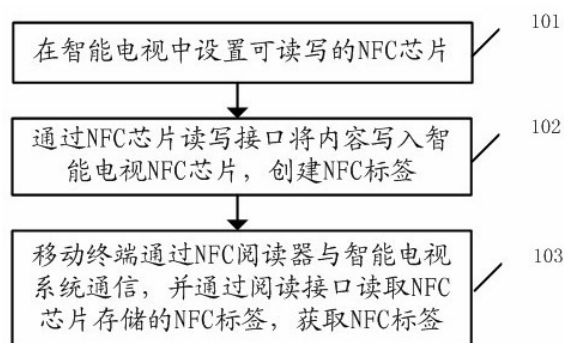 在智能电视中设置可读写的NFC芯片
101
通过NFC芯片读写接口将内容写入智
能电视NFC芯片，创建NFC标签
102
移动终端通过NFC阅读器与智能电视
系统通信，并通过阅读接口读取NFC
芯片存储的NFC标签，获取NFC标签
103